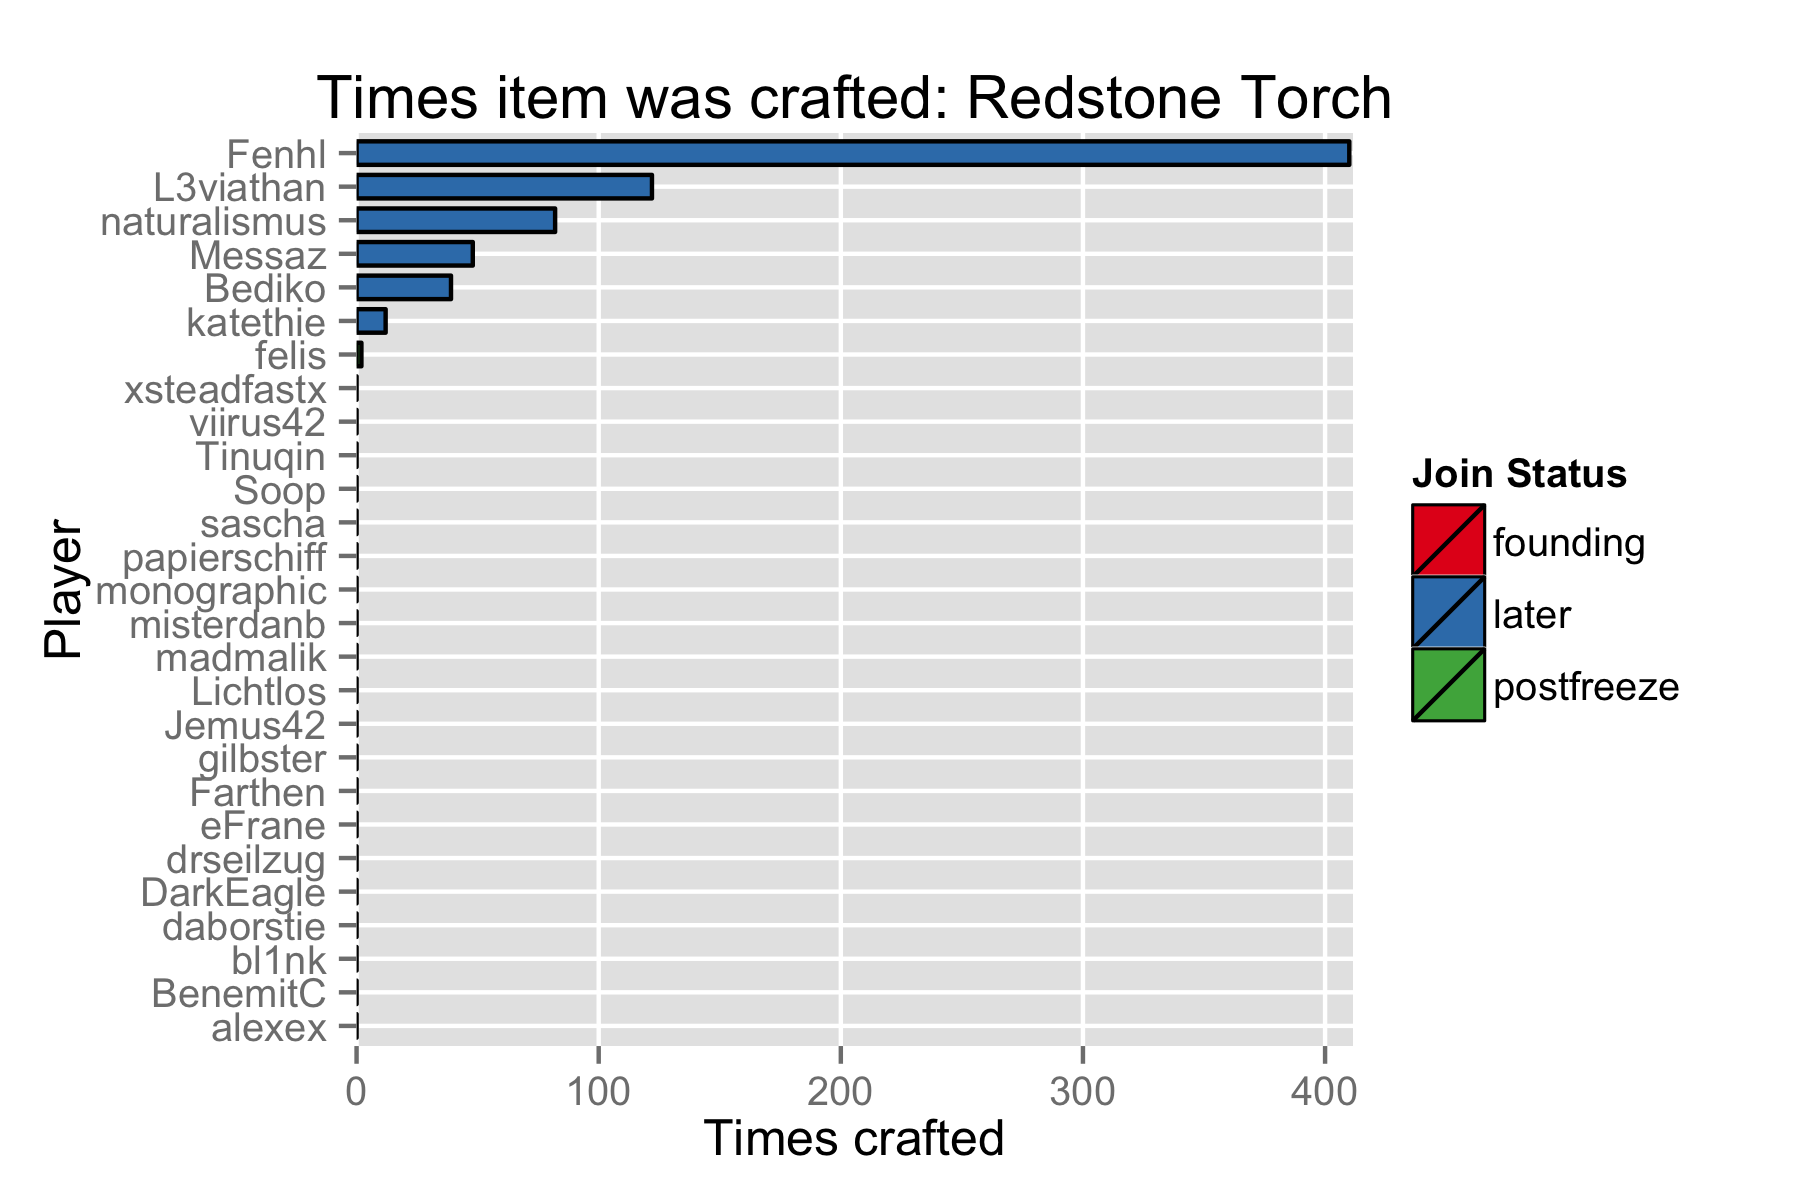 Times item was crafted: Redstone Torch
Player
Fenhl
L3viathan
naturalismus
Messaz
Bediko
katethie
felis
xsteadfastx
viirus42
Tinuqin
Soop
sascha
papierschiff
monographic
misterdanb
madmalik
Lichtlos
Jemus42
gilbster
Farthen
eFrane
drseilzug
DarkEagle
daborstie
bl1nk
BenemitC
alexex
0 100 200 300 400
Times crafted
Join Status
founding
later
postfreeze